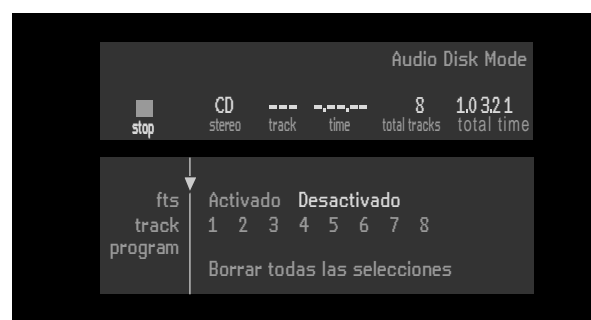 Audio Disk Mode
CD --- -.--.-- 8 1.0 3.2 1
stop stereo track time total tracks total time
fts Activado Desactivado
track 1 2 3 4 5 6 7 8
program
Borrar todas las selecciones